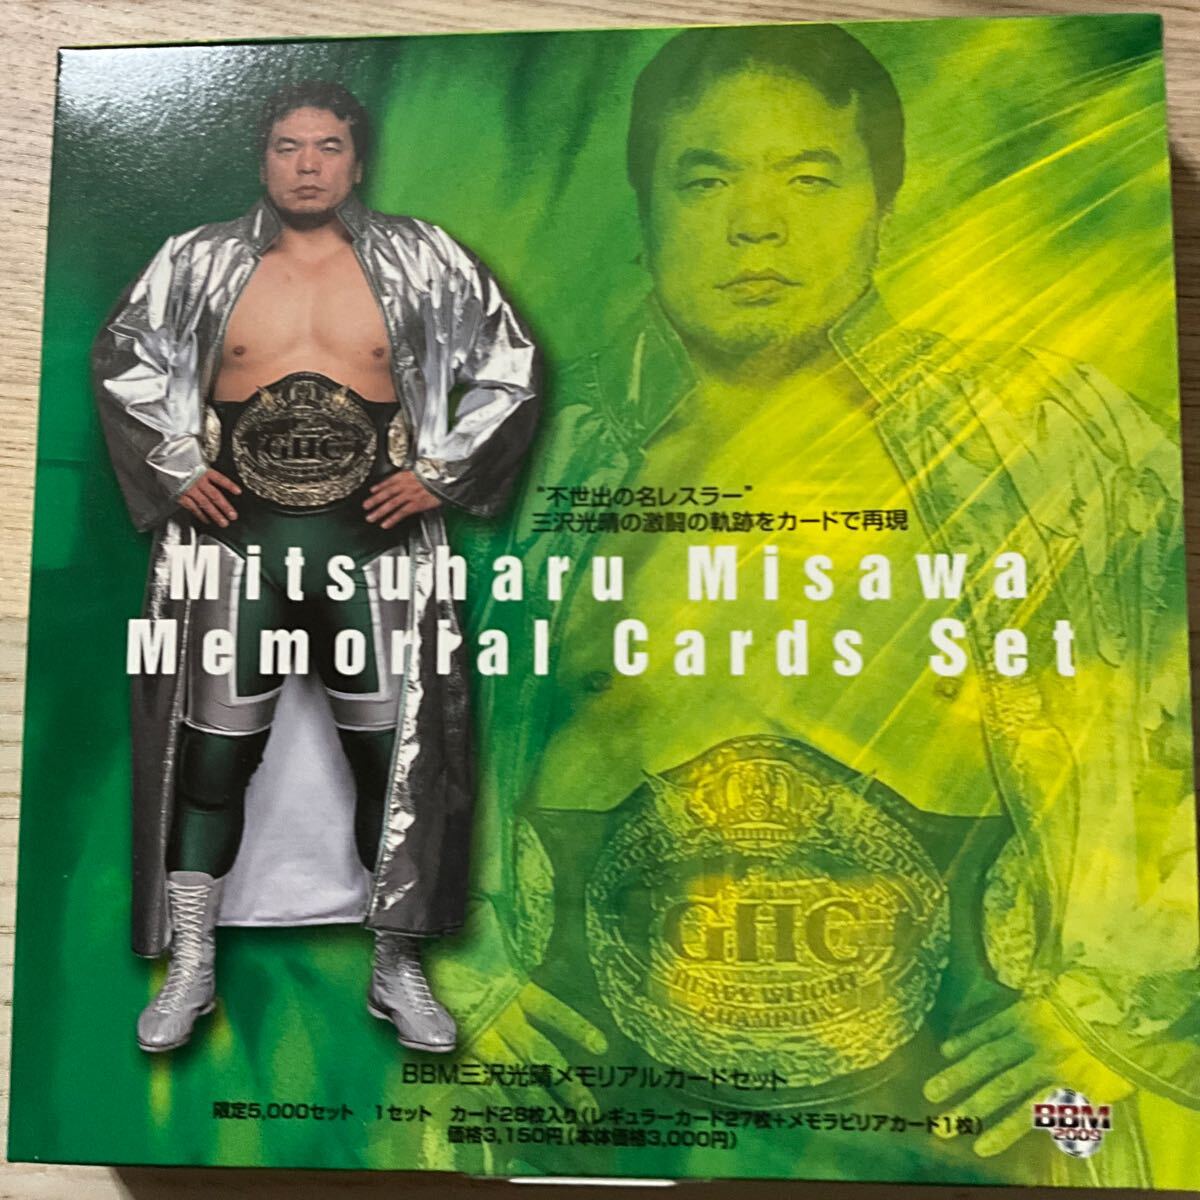 "不世出の名レスラー"
三沢光晴の激闘の軌跡をカードで再現
Mitsuharu Misawa
Memorial Cards Set
GHC
GHC
HEAVY WEIGHT
CHAMPION
BBM三沢光晴メモリアルカードセット
限定5,000セット 1セット カード28枚入り(レギュラーカード27枚+メモラビリアカード1枚)
価格3,150円(本体価格3,000円)
BBM
2009